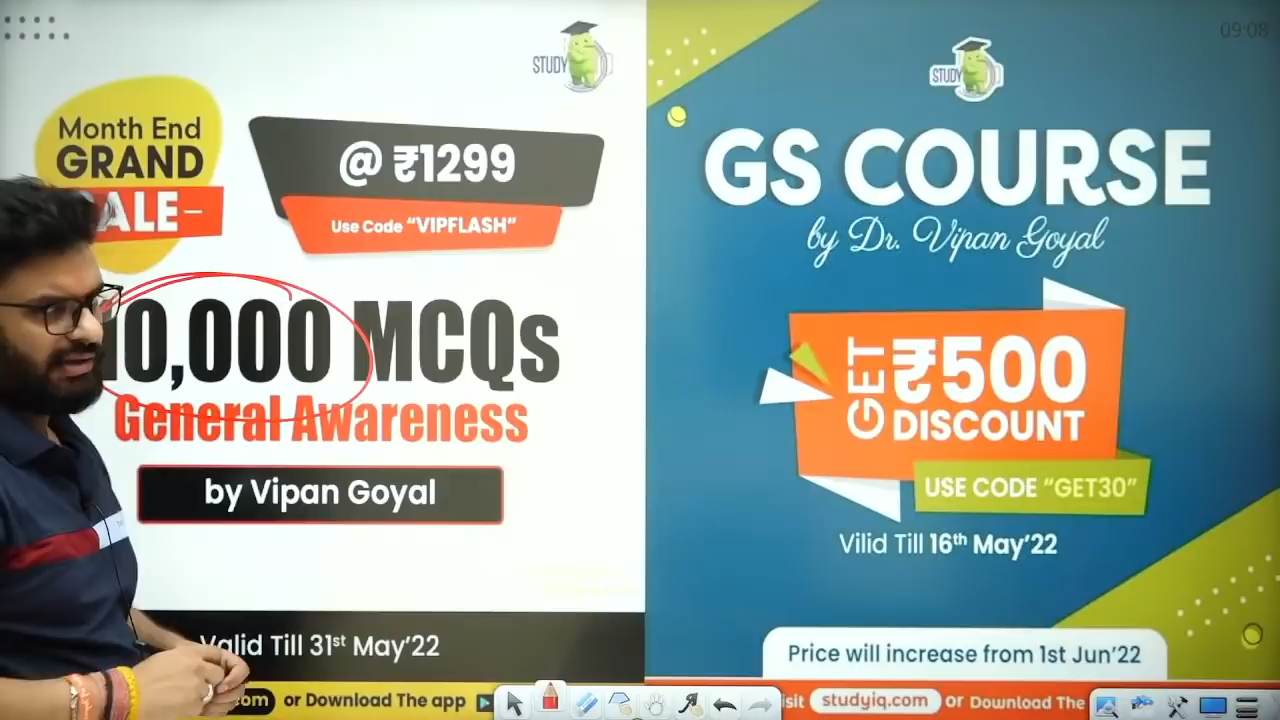 STUDY
Month End
GRAND
ALE–
@ ₹1299
Use Code “VIPFLASH”
10,000 MCQs
General Awareness
by Vipan Goyal
Valid Till 31st May'22
or Download The app
09:08
STUDY
GS COURSE
by Dr. Vipan Goyal
GET ₹500
DISCOUNT
USE CODE “GET30”
Vilid Till 16th May'22
Price will increase from 1st Jun'22
studyiq.com or Download The